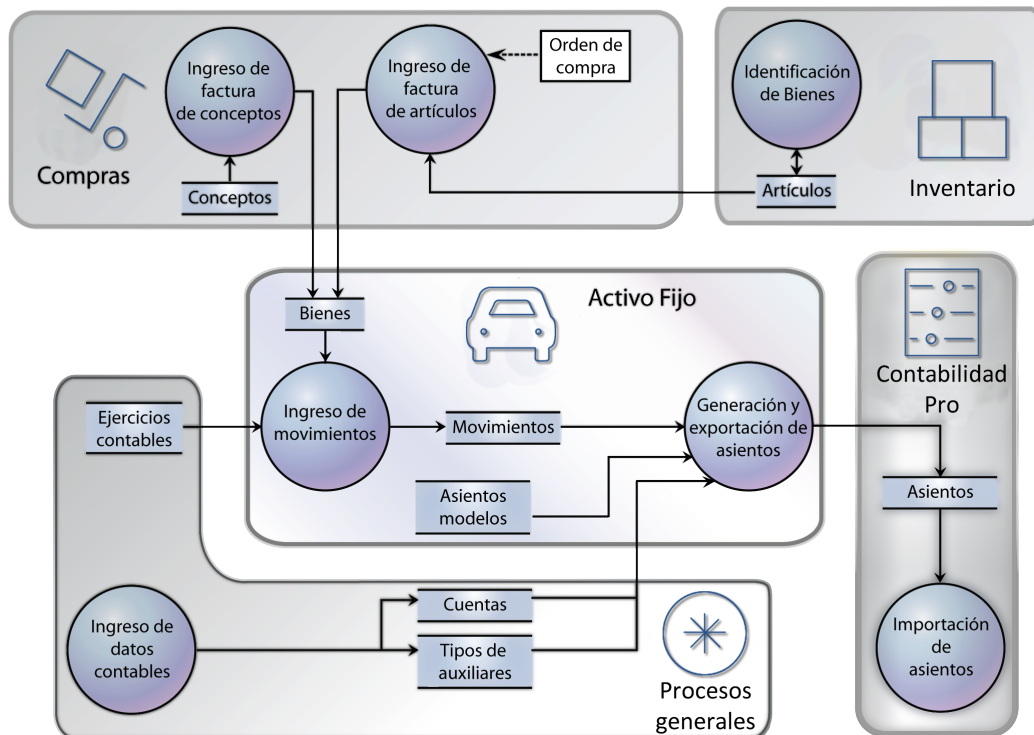 Ingreso de
factura
de conceptos
Ingreso de
factura
de artículos
Orden de
compra
Compras
Conceptos
Identificación
de Bienes
Artículos
Inventario
Activo Fijo
Bienes
Ingreso de
movimientos
Movimientos
Generación y
exportación de
asientos
Asientos
modelos
Ejercicios
contables
Contabilidad
Pro
Asientos
Importación
de
asientos
Ingreso de
datos
contables
Cuentas
Tipos de
auxiliares
Procesos
generales